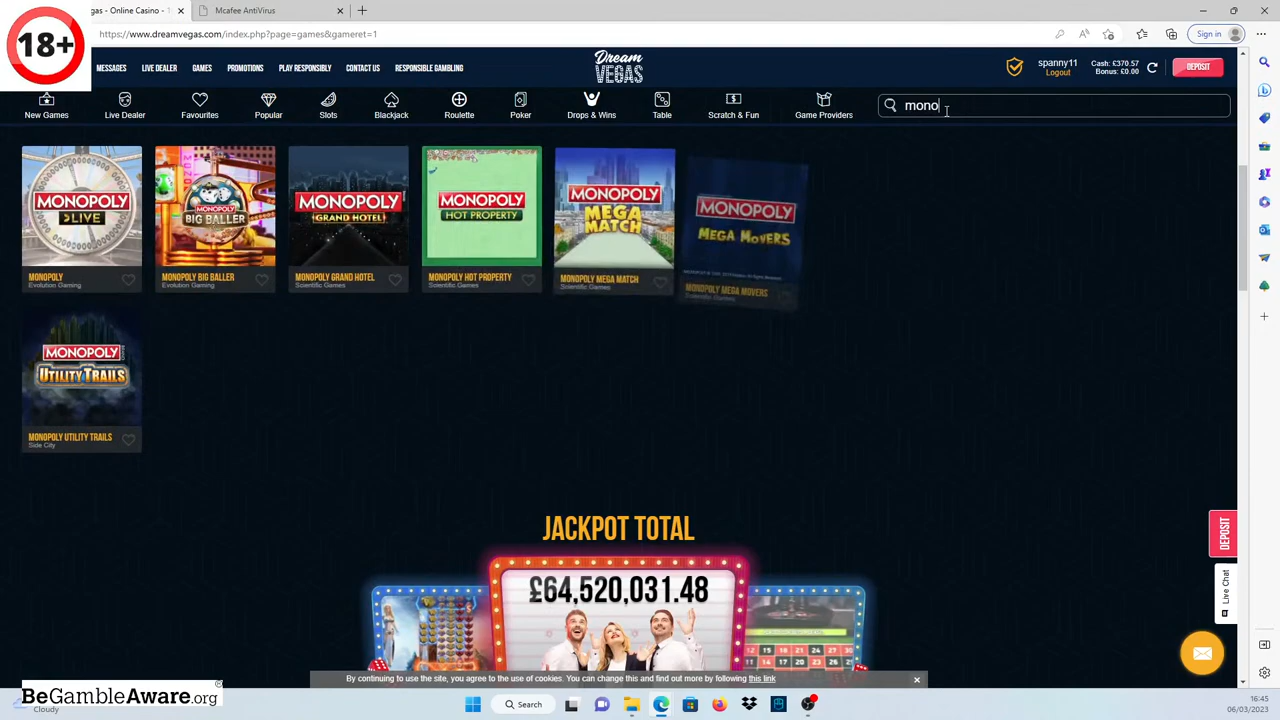 18+
gas - Online Casino - 1
Mcafee AntiVirus
https://www.dreamvegas.com/index.php?page=games&gameret=1
Sign in
MESSAGES
LIVE DEALER
GAMES
PROMOTIONS
PLAY RESPONSIBLY
CONTACT US
RESPONSIBLE GAMBLING
Dream
VEGAS
spanny11
Logout
Cash: £370.57
Bonus: £0.00
DEPOSIT
New Games
Live Dealer
Favourites
Popular
Slots
Blackjack
Roulette
Poker
Drops & Wins
Table
Scratch & Fun
Game Providers
mono
MONOPOLY
LIVE
MONOPOLY
Evolution Gaming
MONOPOLY
BIG BALLER
MONOPOLY BIG BALLER
Evolution Gaming
MONOPOLY
GRAND HOTEL
MONOPOLY GRAND HOTEL
Scientific Games
MONOPOLY
HOT PROPERTY
MONOPOLY HOT PROPERTY
Scientific Games
MONOPOLY
MEGA
MATCH
MONOPOLY MEGA MATCH
Scientific Games
MONOPOLY
MEGA MOVERS
MONOPOLY MEGA MOVERS
Scientific Games
MONOPOLY
UTILITY TRAILS
MONOPOLY UTILITY TRAILS
Side City
JACKPOT TOTAL
£64,520,031.48
DEPOSIT
Live Chat
By continuing to use the site, you agree to the use of cookies. You can change this and find out more by following this link
BeGambleAware.org
Cloudy
Search
16:45
06/03/2023